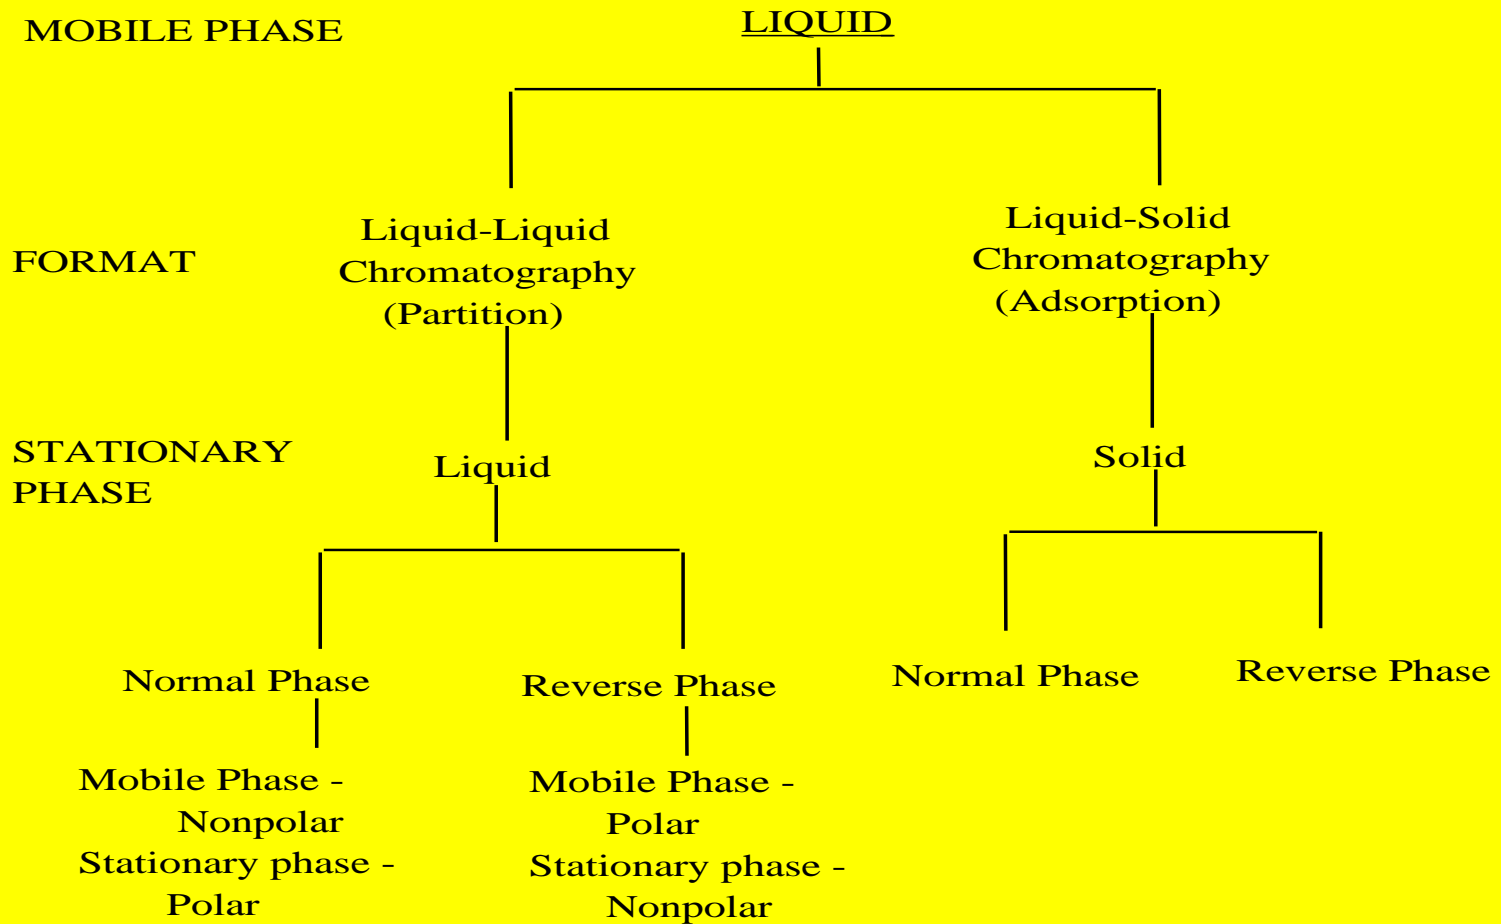 MOBILE PHASE
LIQUID
FORMAT
Liquid-Liquid
Chromatography
(Partition)
Liquid-Solid
Chromatography
(Adsorption)
STATIONARY
PHASE
Liquid
Solid
Normal Phase
Reverse Phase
Normal Phase
Reverse Phase
Mobile Phase -
Nonpolar
Stationary phase -
Polar
Mobile Phase -
Polar
Stationary phase -
Nonpolar